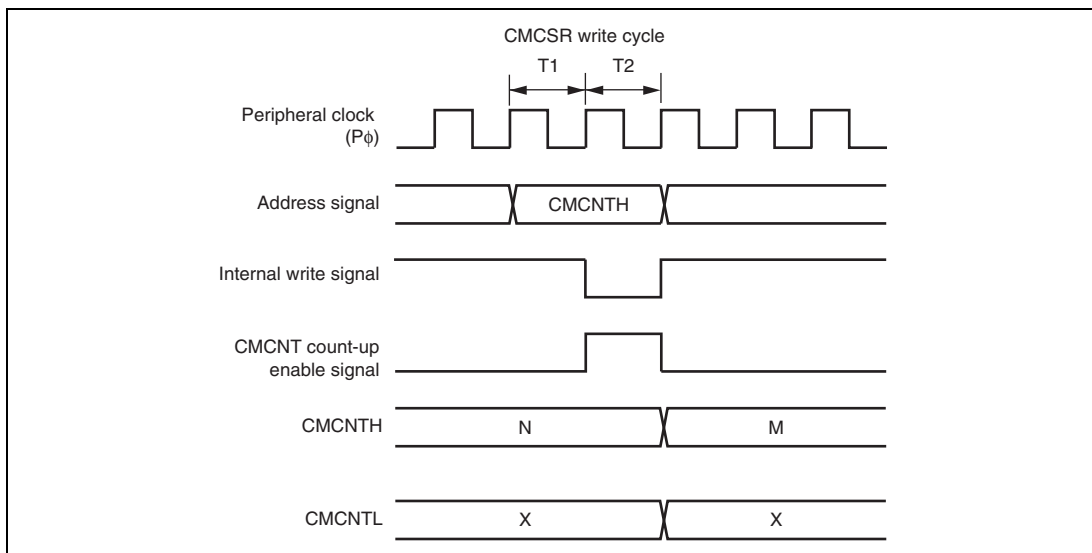 CMCSR write cycle
T1 T2
Peripheral clock
(Pϕ)
Address signal CMCNTH
Internal write signal
CMCNT count-up
enable signal
CMCNTH N M
CMCNTL X X